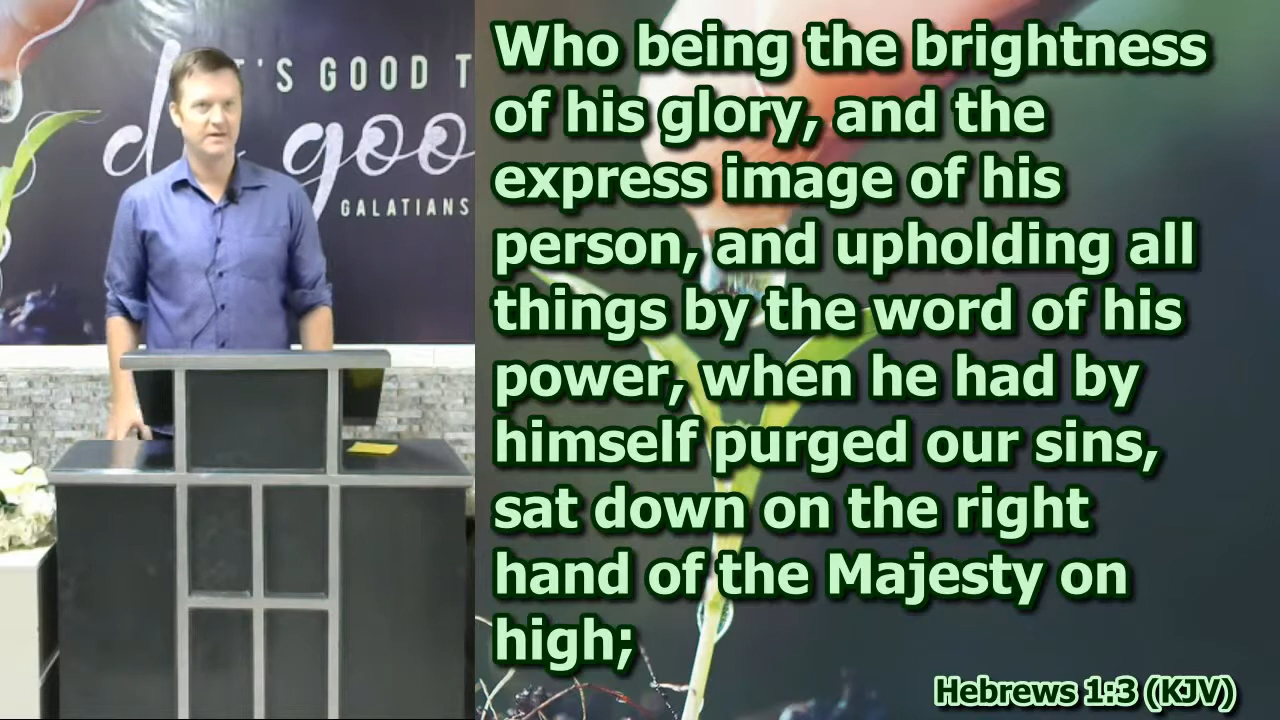 T'S GOOD T
d goo
GALATIANS
Who being the brightness
of his glory, and the
express image of his
person, and upholding all
things by the word of his
power, when he had by
himself purged our sins,
sat down on the right
hand of the Majesty on
high;
Hebrews 1:3 (KJV)